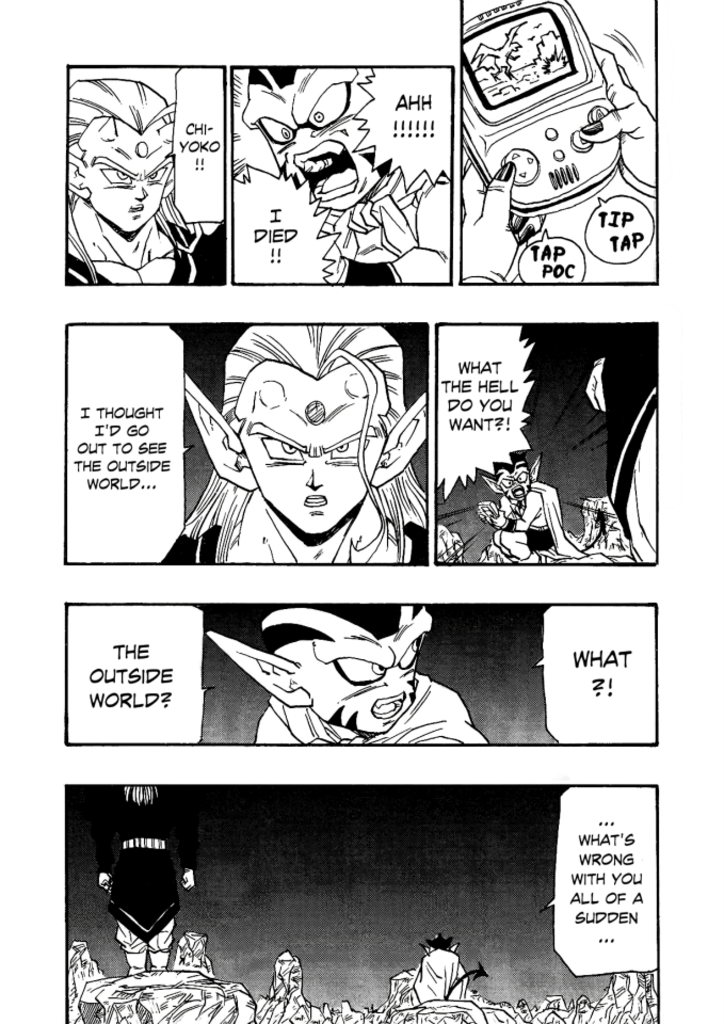 TIP
TAP
TAP
POC
AHH
!!!!!!
I
DIED
!!
CHI-
YOKO
!!
WHAT
THE HELL
DO YOU
WANT?!
I THOUGHT
I'D GO
OUT TO SEE
THE OUTSIDE
WORLD...
WHAT
?!
THE
OUTSIDE
WORLD?
...
WHAT'S
WRONG
WITH YOU
ALL OF A
SUDDEN
...